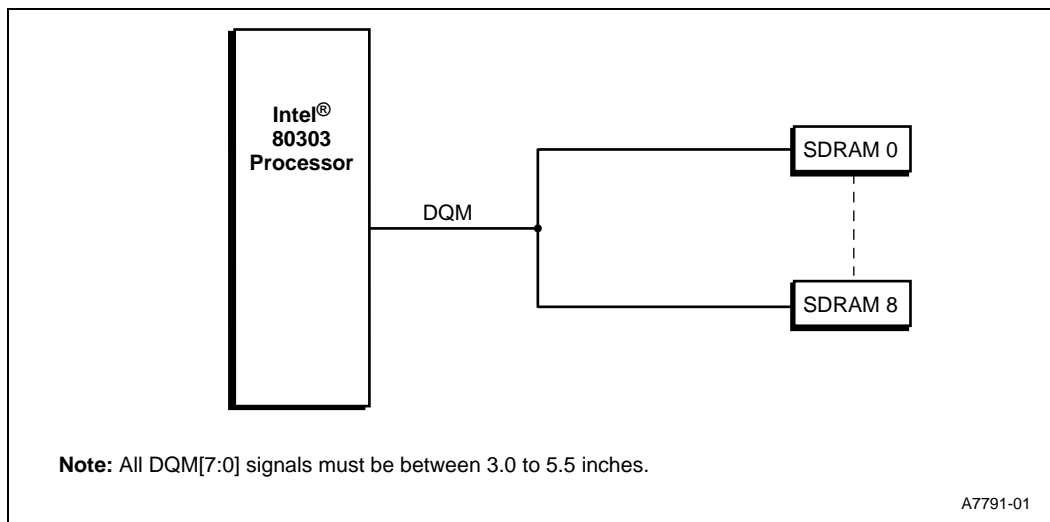 Intel®
80303
Processor
DQM
SDRAM 0
SDRAM 8
Note: All DQM[7:0] signals must be between 3.0 to 5.5 inches.
A7791-01